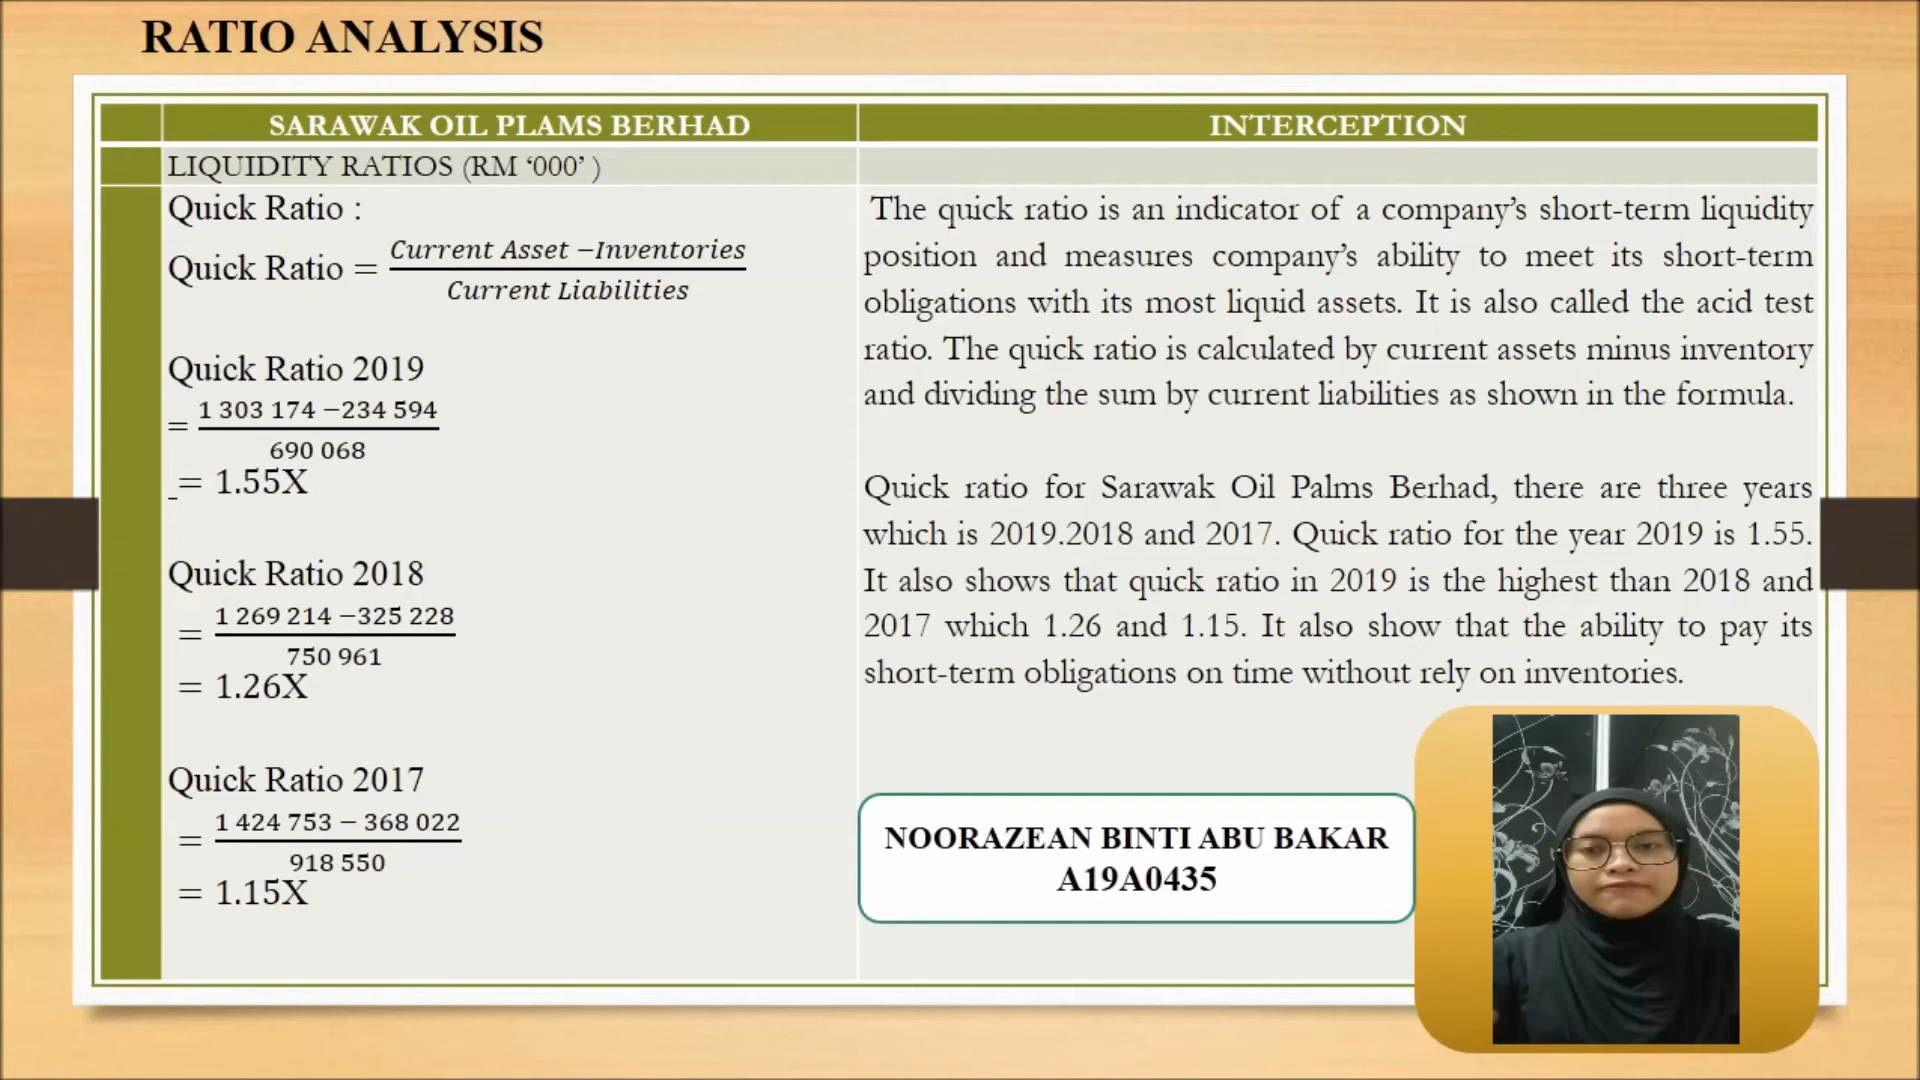 RATIO ANALYSIS
SARAWAK OIL PLAMS BERHAD
INTERCEPTION
LIQUIDITY RATIOS (RM ‘000’ )
Quick Ratio :
Quick Ratio = Current Asset −Inventories
Current Liabilities
Quick Ratio 2019
= 1 303 174 −234 594
690 068
= 1.55X
Quick Ratio 2018
= 1 269 214 −325 228
750 961
= 1.26X
Quick Ratio 2017
= 1 424 753 − 368 022
918 550
= 1.15X
The quick ratio is an indicator of a company’s short-term liquidity
position and measures company’s ability to meet its short-term
obligations with its most liquid assets. It is also called the acid test
ratio. The quick ratio is calculated by current assets minus inventory
and dividing the sum by current liabilities as shown in the formula.
Quick ratio for Sarawak Oil Palms Berhad, there are three years
which is 2019.2018 and 2017. Quick ratio for the year 2019 is 1.55.
It also shows that quick ratio in 2019 is the highest than 2018 and
2017 which 1.26 and 1.15. It also show that the ability to pay its
short-term obligations on time without rely on inventories.
NOORAZEAN BINTI ABU BAKAR
A19A0435